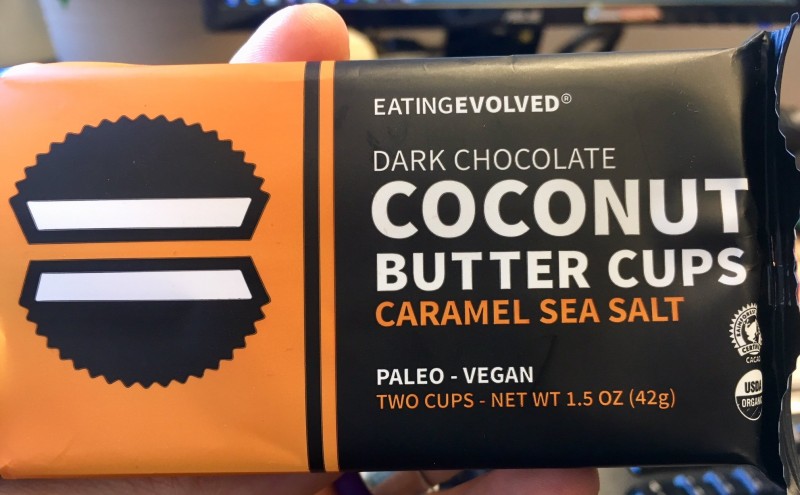 EATINGEVOLVED®
DARK CHOCOLATE
COCONUT
BUTTER CUPS
CARAMEL SEA SALT
PALEO - VEGAN
TWO CUPS - NET WT 1.5 OZ (42g)
CACAO
USDA
ORGANIC